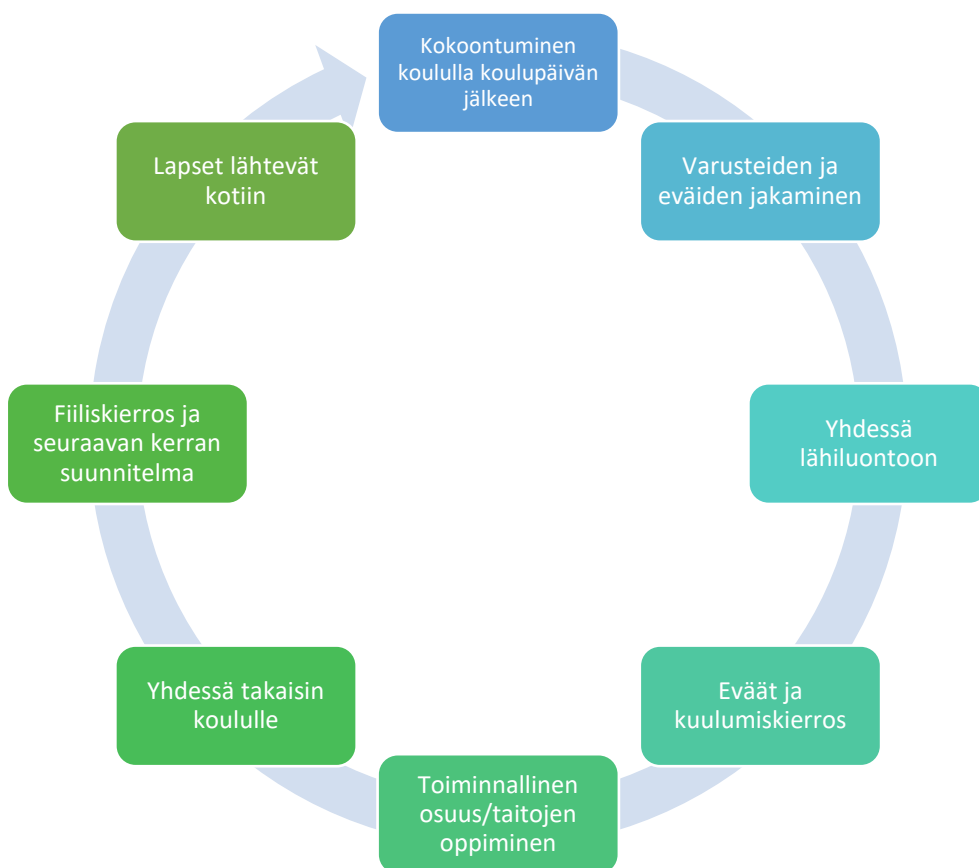 Kokoontuminen
koululla koulupäivän
jälkeen
Varusteiden ja
eväiden jakaminen
Yhdessä
lähiluontoon
Eväät ja
kuulumiskierros
Toiminnallinen
osuus/taitojen
oppiminen
Yhdessä takaisin
koululle
Fiiliskierros ja
seuraavan kerran
suunnitelma
Lapset lähtevät
kotiin